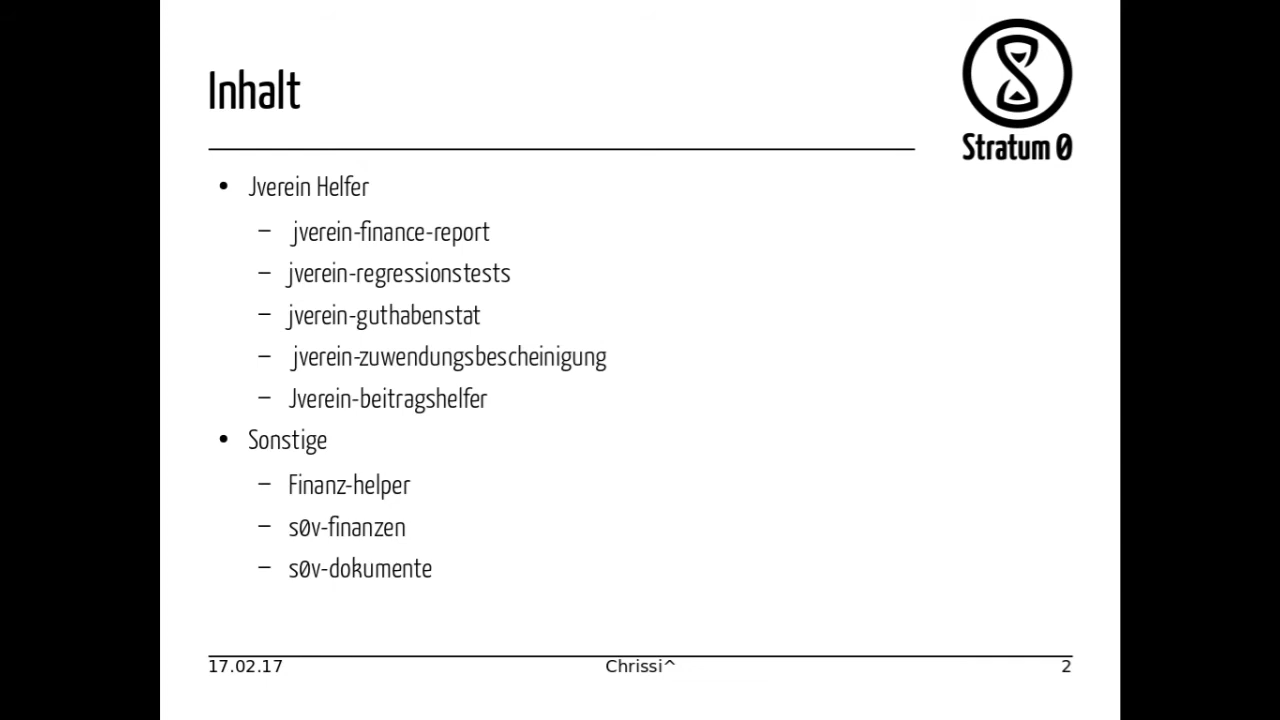 Inhalt
Stratum 0
• Jverein Helfer
– jverein-finance-report
– jverein-regressionstests
– jverein-guthabenstat
– jverein-zuwendungsbescheinigung
– Jverein-beitragshelfer
• Sonstige
– Finanz-helper
– s0v-finanzen
– s0v-dokumente
17.02.17 Chrissi^ 2